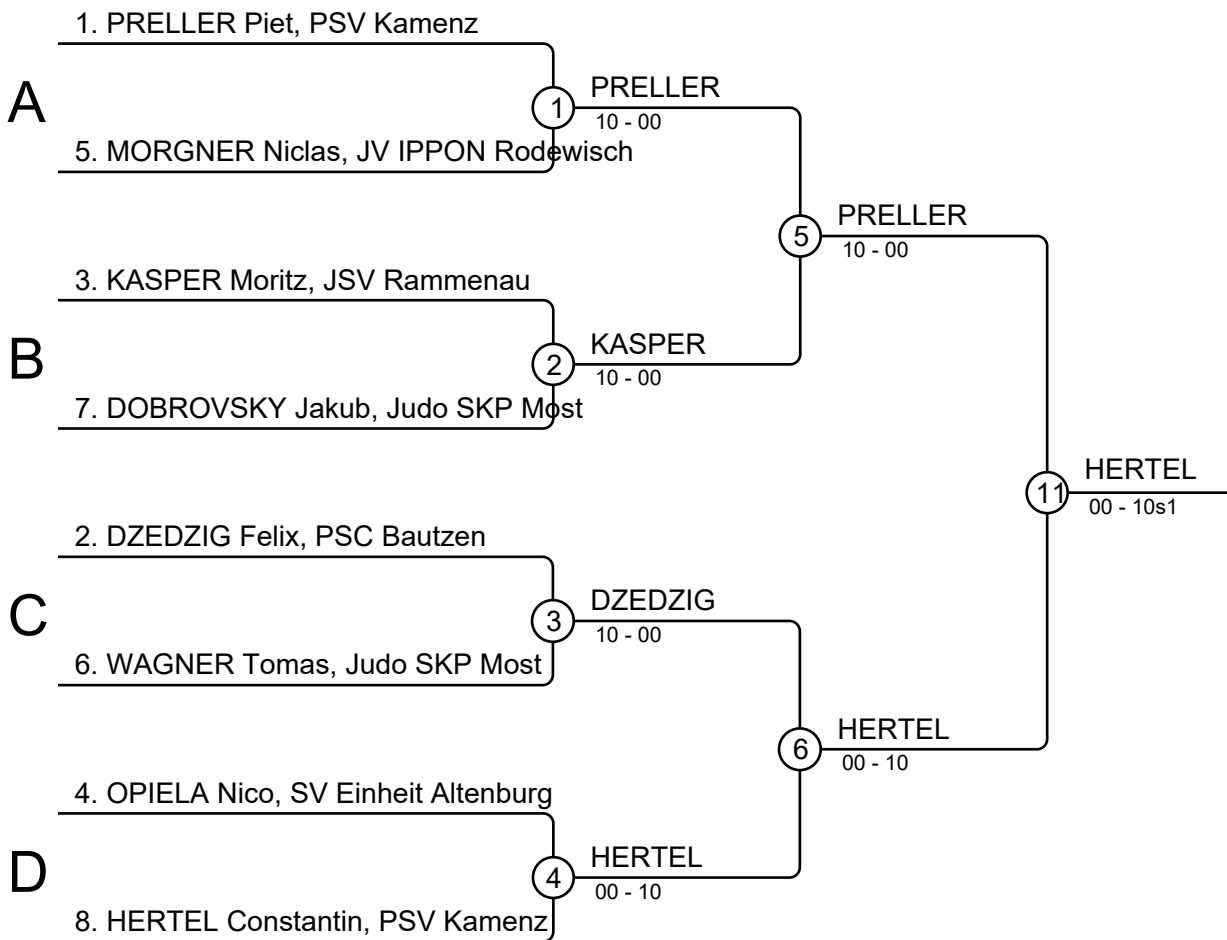 1. PRELLER Piet, PSV Kamenz
A
1
PRELLER
10 - 00
5. MORGNER Niclas, JV IPPON Rodewisch
5
PRELLER
10 - 00
3. KASPER Moritz, JSV Rammenau
B
2
KASPER
10 - 00
7. DOBROVSKY Jakub, Judo SKP Most
11
HERTEL
00 - 10s1
2. DZEDZIG Felix, PSC Bautzen
C
3
DZEDZIG
10 - 00
6. WAGNER Tomas, Judo SKP Most
6
HERTEL
00 - 10
4. OPIELA Nico, SV Einheit Altenburg
D
4
HERTEL
00 - 10
8. HERTEL Constantin, PSV Kamenz